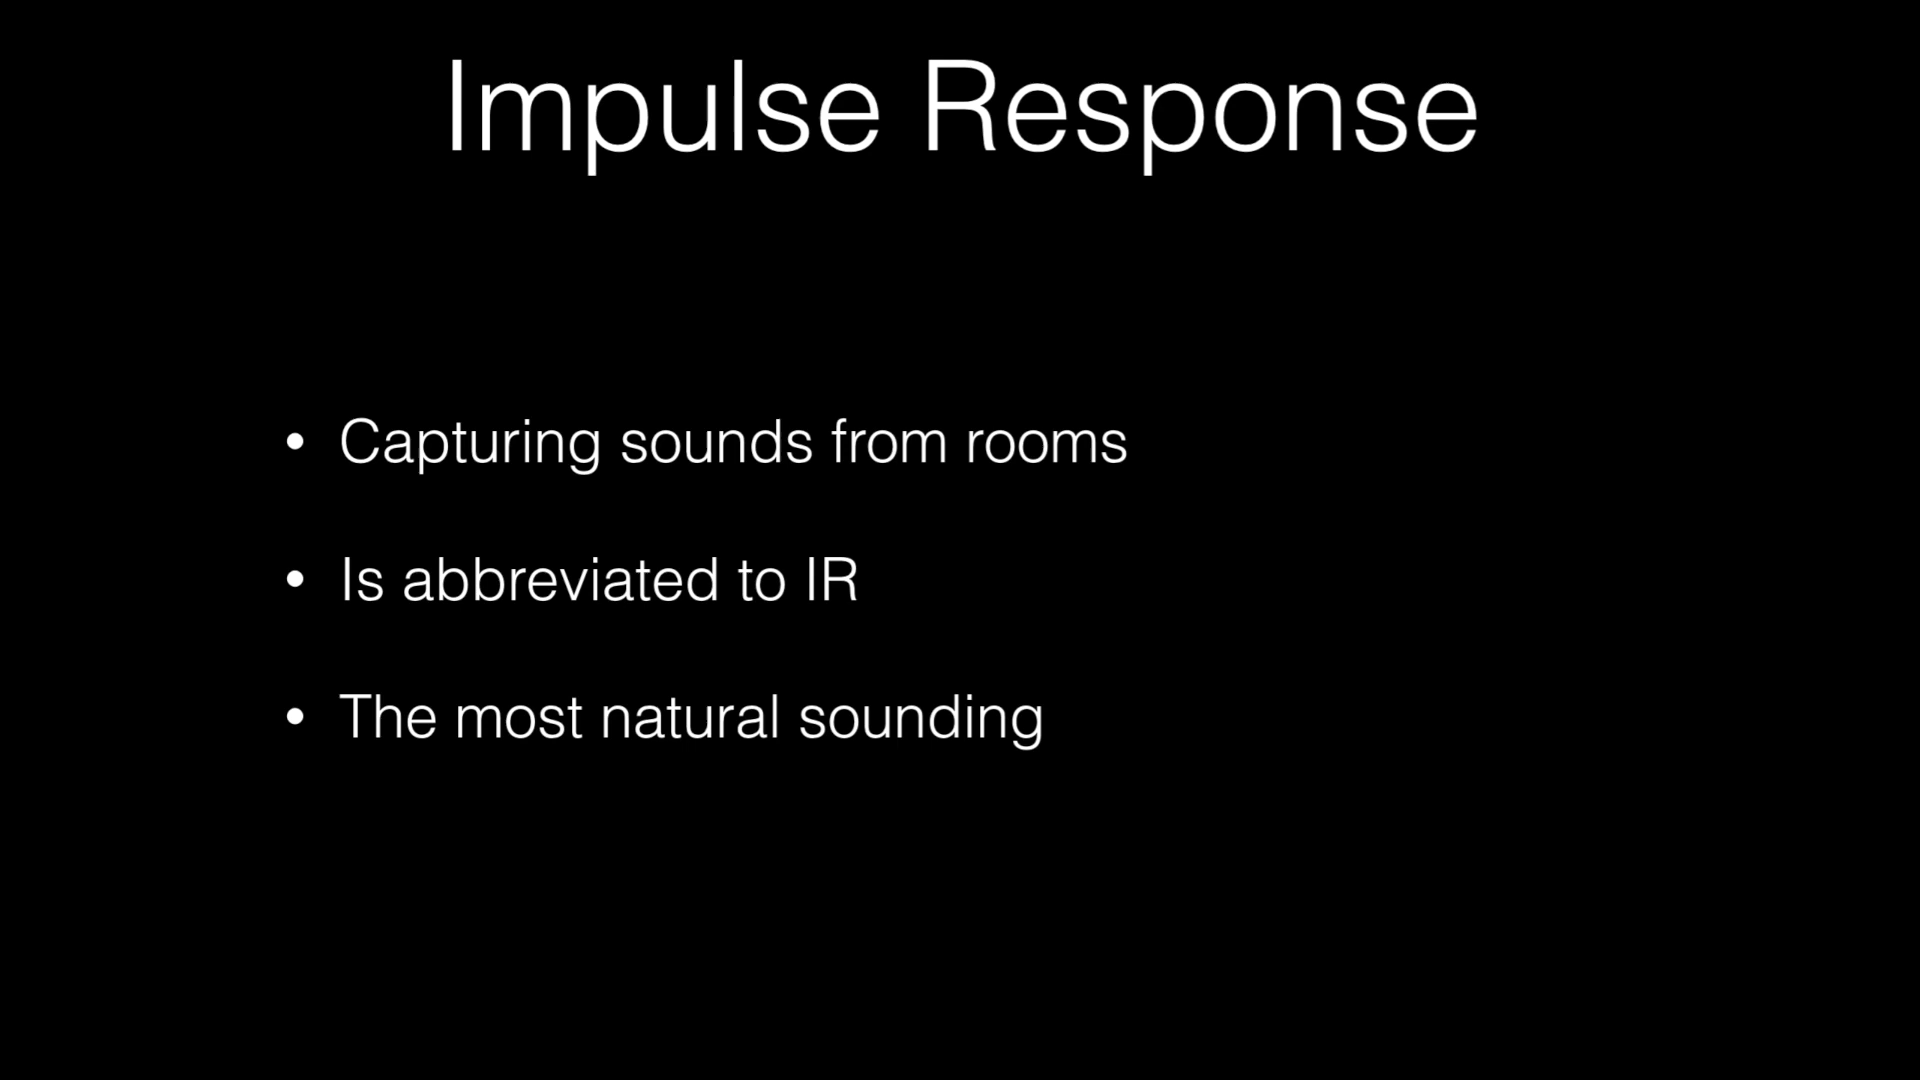 Impulse Response
• Capturing sounds from rooms
• Is abbreviated to IR
• The most natural sounding